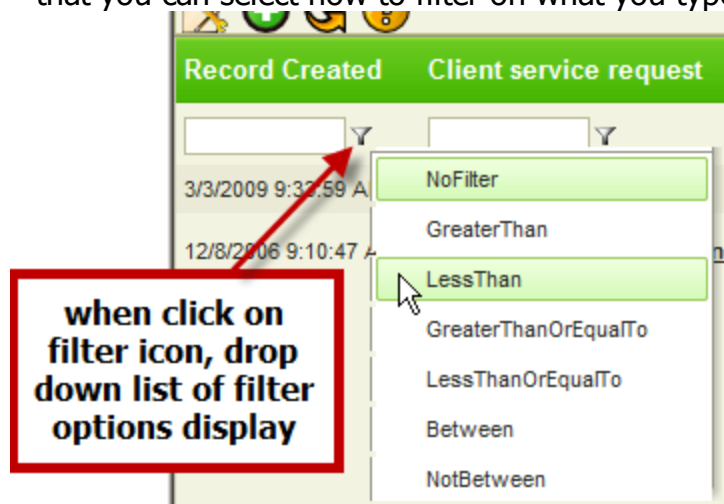 that you can select how to filter on what you type
Record Created Client service request
3/3/2009 9:33:59 A
NoFilter
GreaterThan
12/8/2006 9:10:47 A
LessThan
GreaterThanOrEqualTo
LessThanOrEqualTo
Between
NotBetween
when click on
filter icon, drop
down list of filter
options display